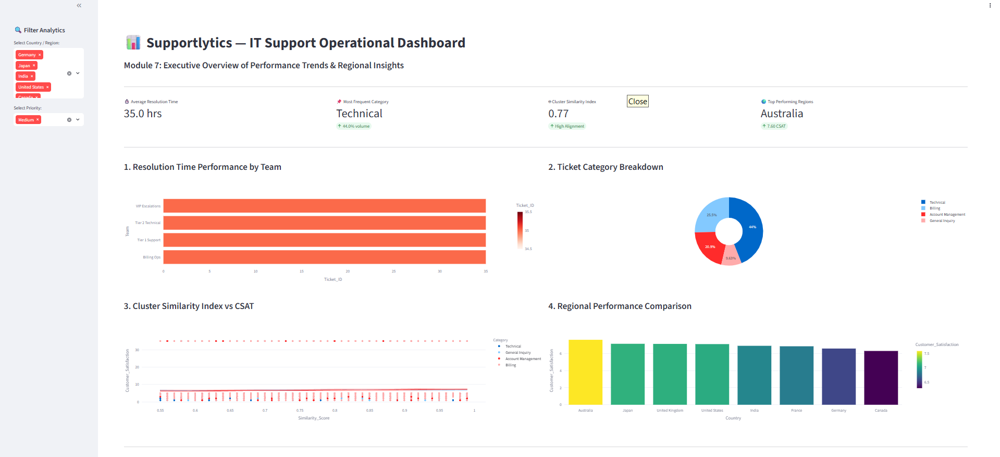 Filter Analytics
Select Country / Region:
Germany ×
Japan ×
India ×
United States ×
Canada ×
Select Priority:
Medium ×
Supportlytics — IT Support Operational Dashboard
Module 7: Executive Overview of Performance Trends & Regional Insights
Average Resolution Time
35.0 hrs
Most Frequent Category
Technical
↑ 44.0% volume
Cluster Similarity Index
0.77
↑ High Alignment
Close
Top Performing Regions
Australia
↑ 7.60 CSAT
1. Resolution Time Performance by Team
Team
VIP Escalations
Tier 2 Technical
Tier 1 Support
Billing Ops
0 5 10 15 20 25 30 35
Ticket_ID
Ticket_ID
35.5
35
34.5
2. Ticket Category Breakdown
25.5%
44%
20.9%
9.63%
Technical
Billing
Account Management
General Inquiry
3. Cluster Similarity Index vs CSAT
Customer_Satisfaction
30
20
10
0
0.55 0.6 0.65 0.7 0.75 0.8 0.85 0.9 0.95 1
Similarity_Score
Category
Technical
General Inquiry
Account Management
Billing
4. Regional Performance Comparison
Customer_Satisfaction
6
4
2
0
Australia Japan United Kingdom United States India France Germany Canada
Country
Customer_Satisfaction
7.5
7
6.5